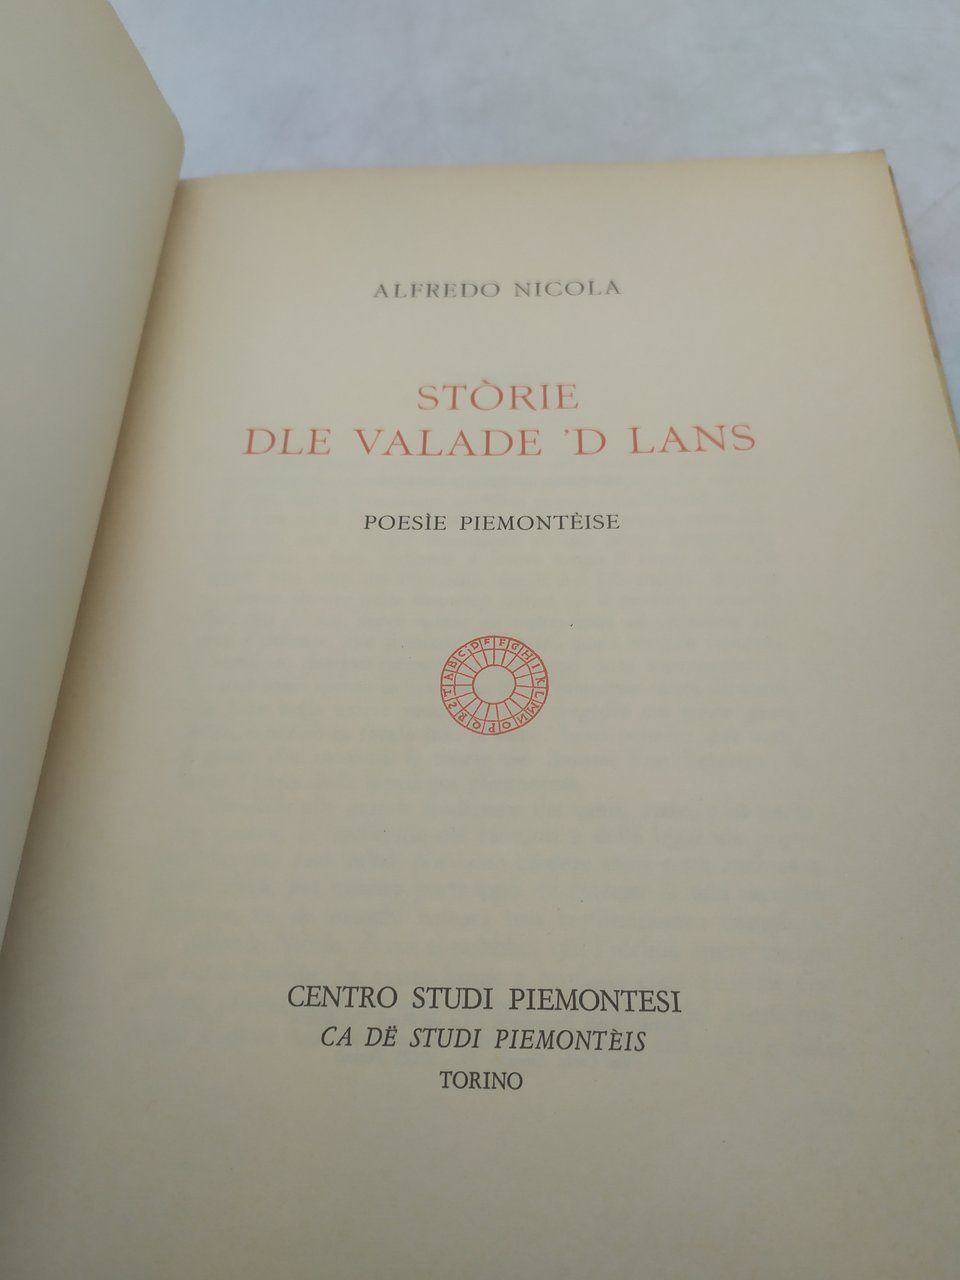 ALFREDO NICOLA
STÒRIE
DLE VALADE 'D LANS
POESÌE PIEMONTÈISE
A B C D E F G H I K L M N O P Q R S T
CENTRO STUDI PIEMONTESI
CA DË STUDI PIEMONTÈIS
TORINO